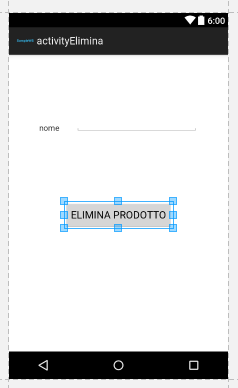 6:00
activityElimina
nome
ELIMINA PRODOTTO